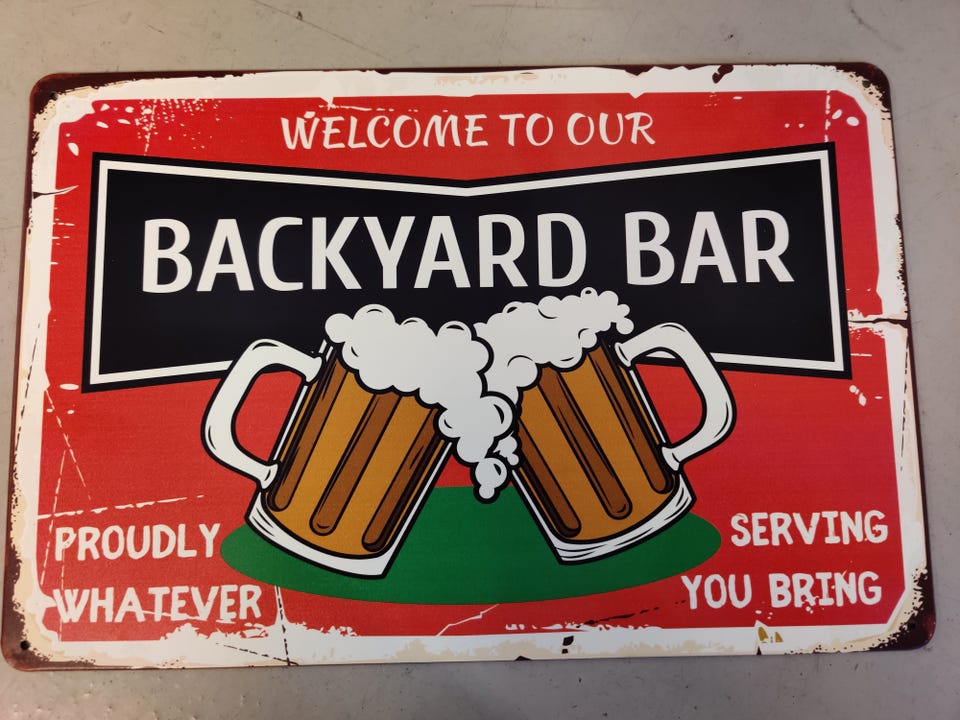 WELCOME TO OUR
BACKYARD BAR
PROUDLY SERVING
WHATEVER YOU BRING